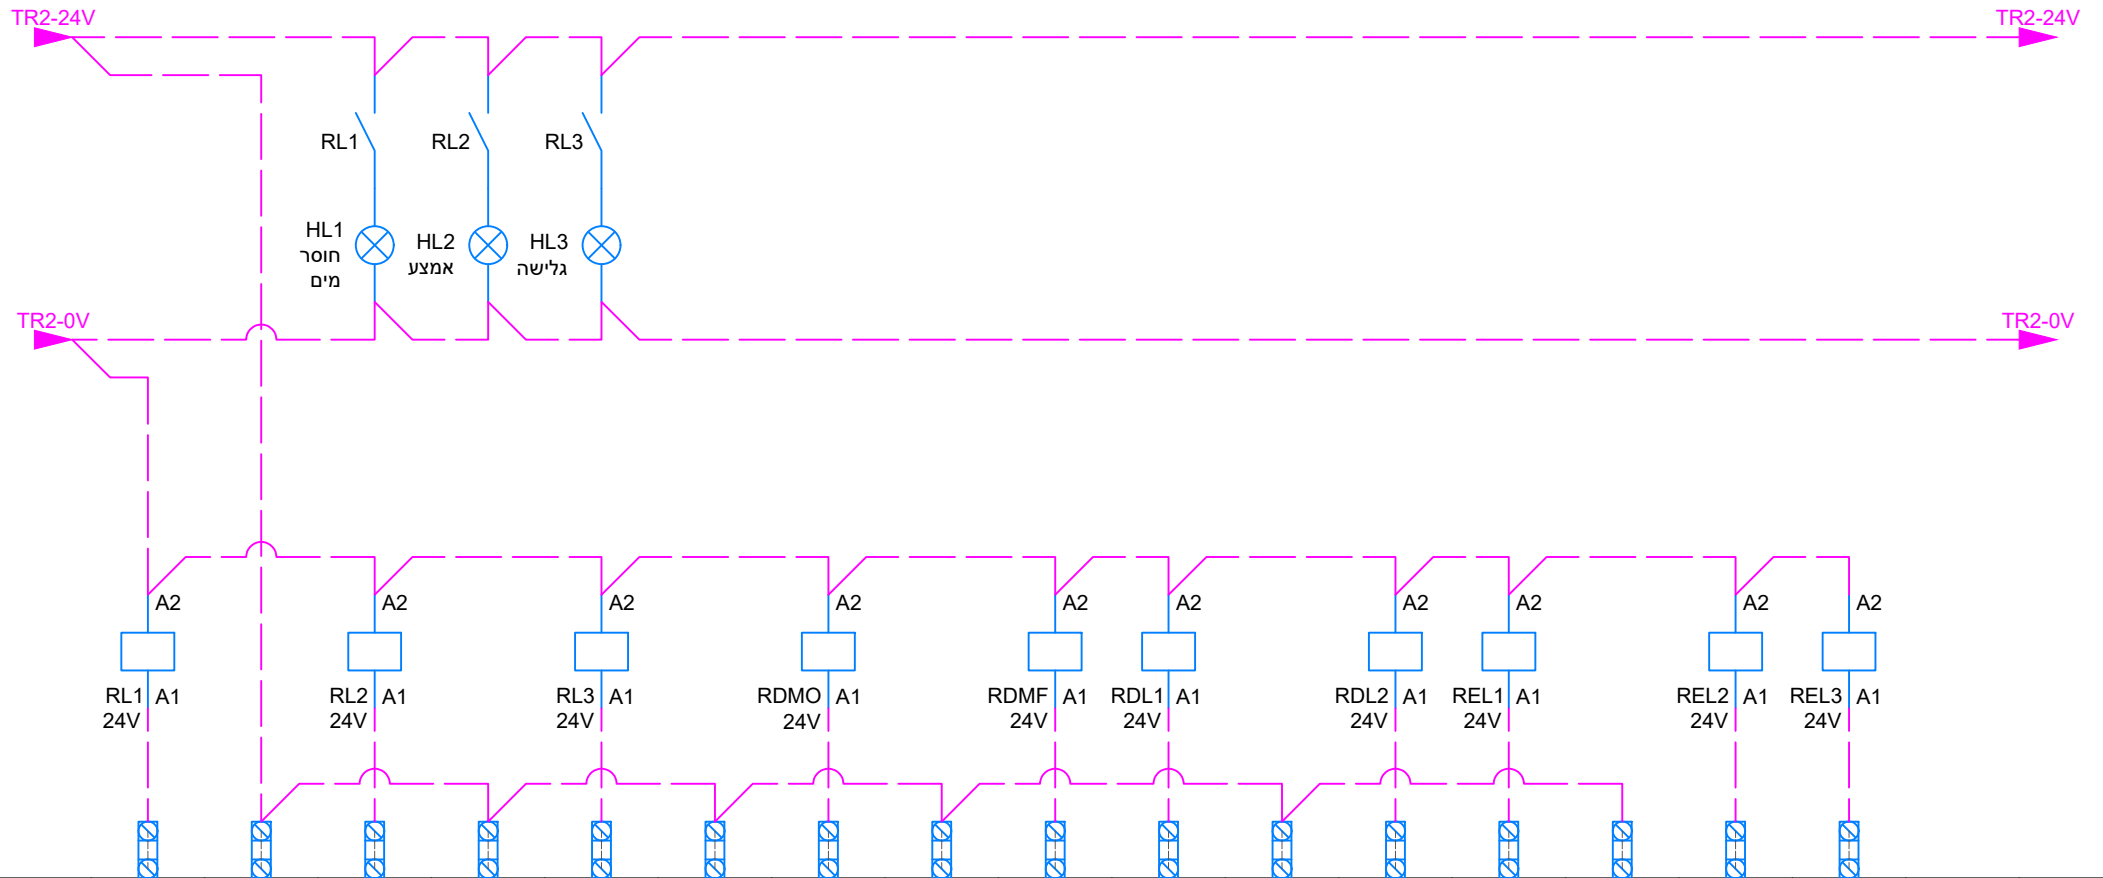 TR2-24V
TR2-24V
RL1
RL2
RL3
HL1
חוסר
מים
HL2
אמצע
HL3
גלישה
TR2-0V
TR2-0V
A2
A2
A2
A2
A2
A2
A2
A2
A2
A2
RL1
24V
A1
RL2
24V
A1
RL3
24V
A1
RDMO
24V
A1
RDMF
24V
A1
RDL1
24V
A1
RDL2
24V
A1
REL1
24V
A1
REL2
24V
A1
REL3
24V
A1